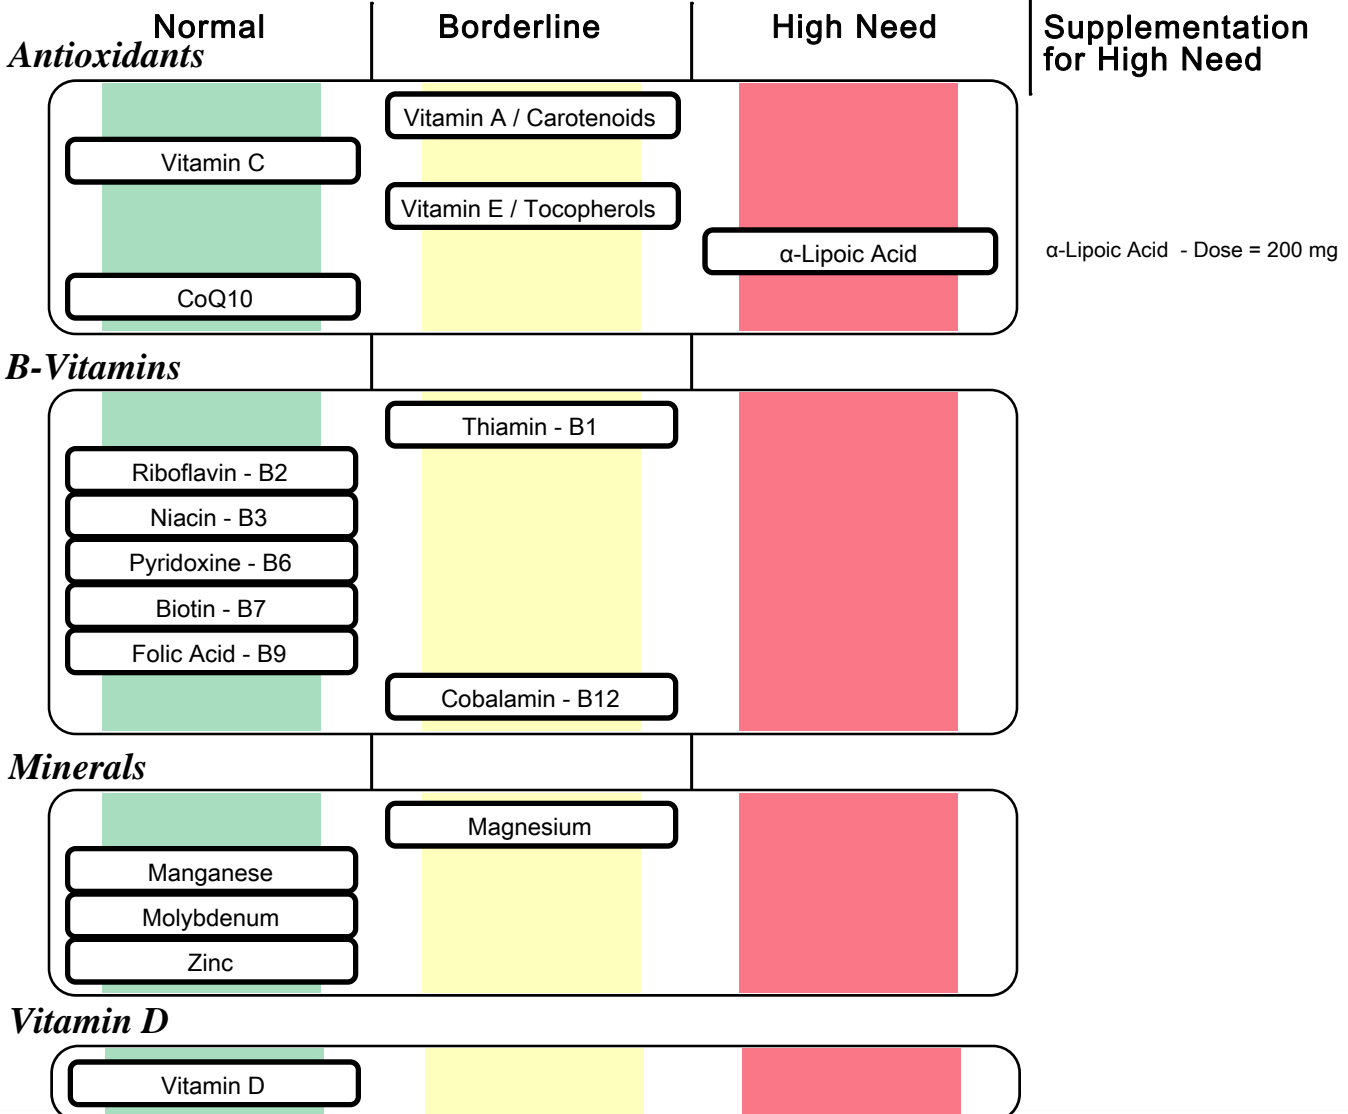 Normal
Borderline
High Need
Supplementation
for High Need
Antioxidants
Vitamin A / Carotenoids
Vitamin C
Vitamin E / Tocopherols
α-Lipoic Acid
α-Lipoic Acid - Dose = 200 mg
CoQ10
B-Vitamins
Thiamin - B1
Riboflavin - B2
Niacin - B3
Pyridoxine - B6
Biotin - B7
Folic Acid - B9
Cobalamin - B12
Minerals
Magnesium
Manganese
Molybdenum
Zinc
Vitamin D
Vitamin D